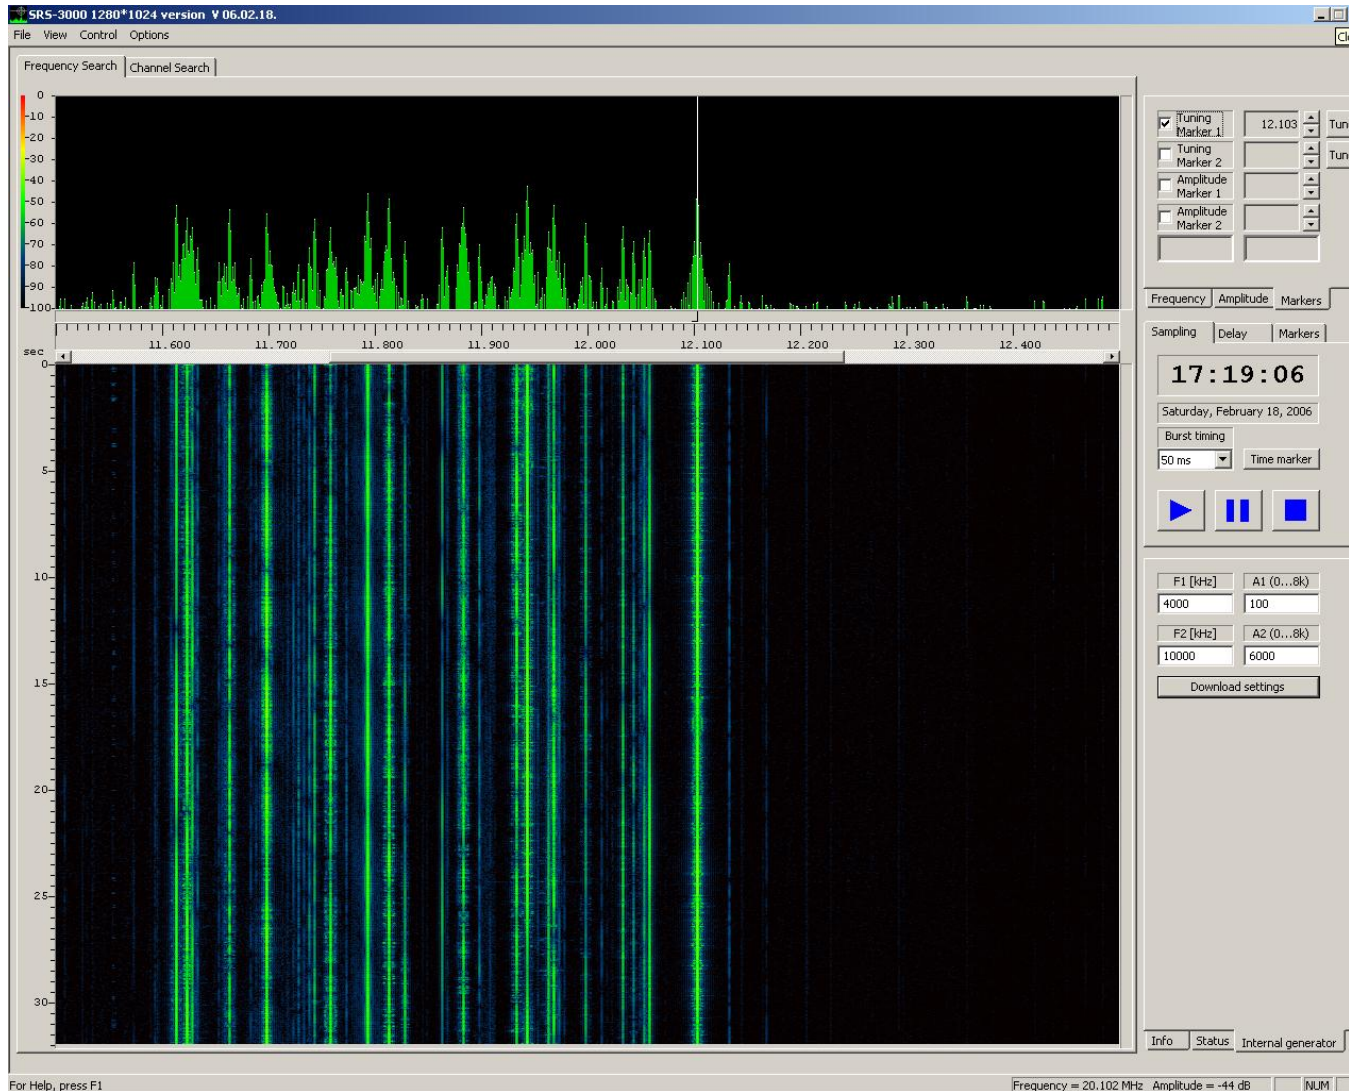 SRS-3000 1280*1024 version V 06.02.18.
File View Control Options
Frequency Search Channel Search
0
-10
-20
-30
-40
-50
-60
-70
-80
-90
-100
11.600 11.700 11.800 11.900 12.000 12.100 12.200 12.300 12.400
sec
0
5
10
15
20
25
30
Tuning
Marker 1
12.103
Tuning
Marker 2
Amplitude
Marker 1
Amplitude
Marker 2
Frequency Amplitude Markers
Sampling Delay Markers
17:19:06
Saturday, February 18, 2006
Burst timing
50 ms Time marker
F1 [kHz] A1 (0...8k)
4000 100
F2 [kHz] A2 (0...8k)
10000 6000
Download settings
Info Status Internal generator
For Help, press F1 Frequency = 20.102 MHz Amplitude = -44 dB NUM